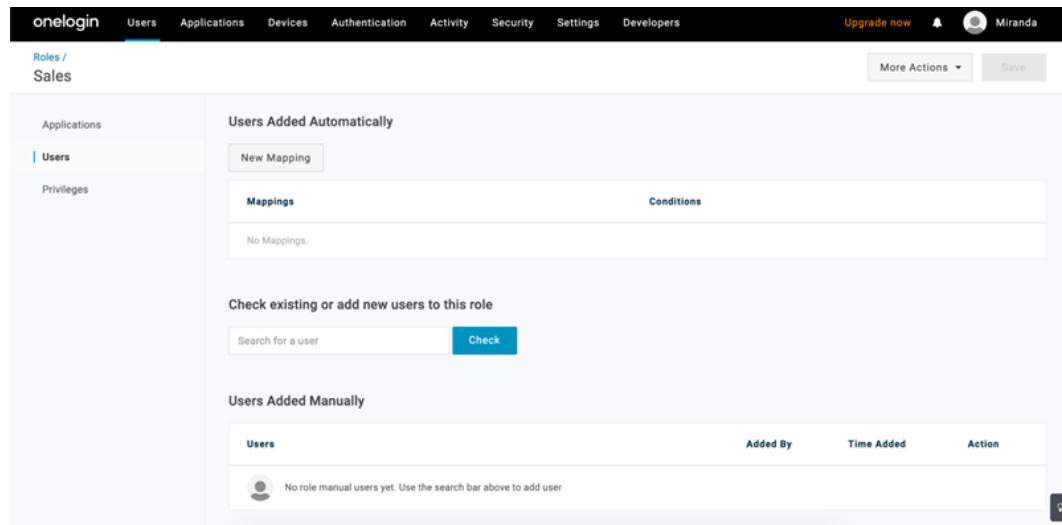 onelogin Users Applications Devices Authentication Activity Security Settings Developers Upgrade now Miranda
Roles /
Sales
More Actions Save
Applications
Users
Privileges
Users Added Automatically
New Mapping
Mappings Conditions
No Mappings.
Check existing or add new users to this role
Search for a user Check
Users Added Manually
Users Added By Time Added Action
No role manual users yet. Use the search bar above to add user